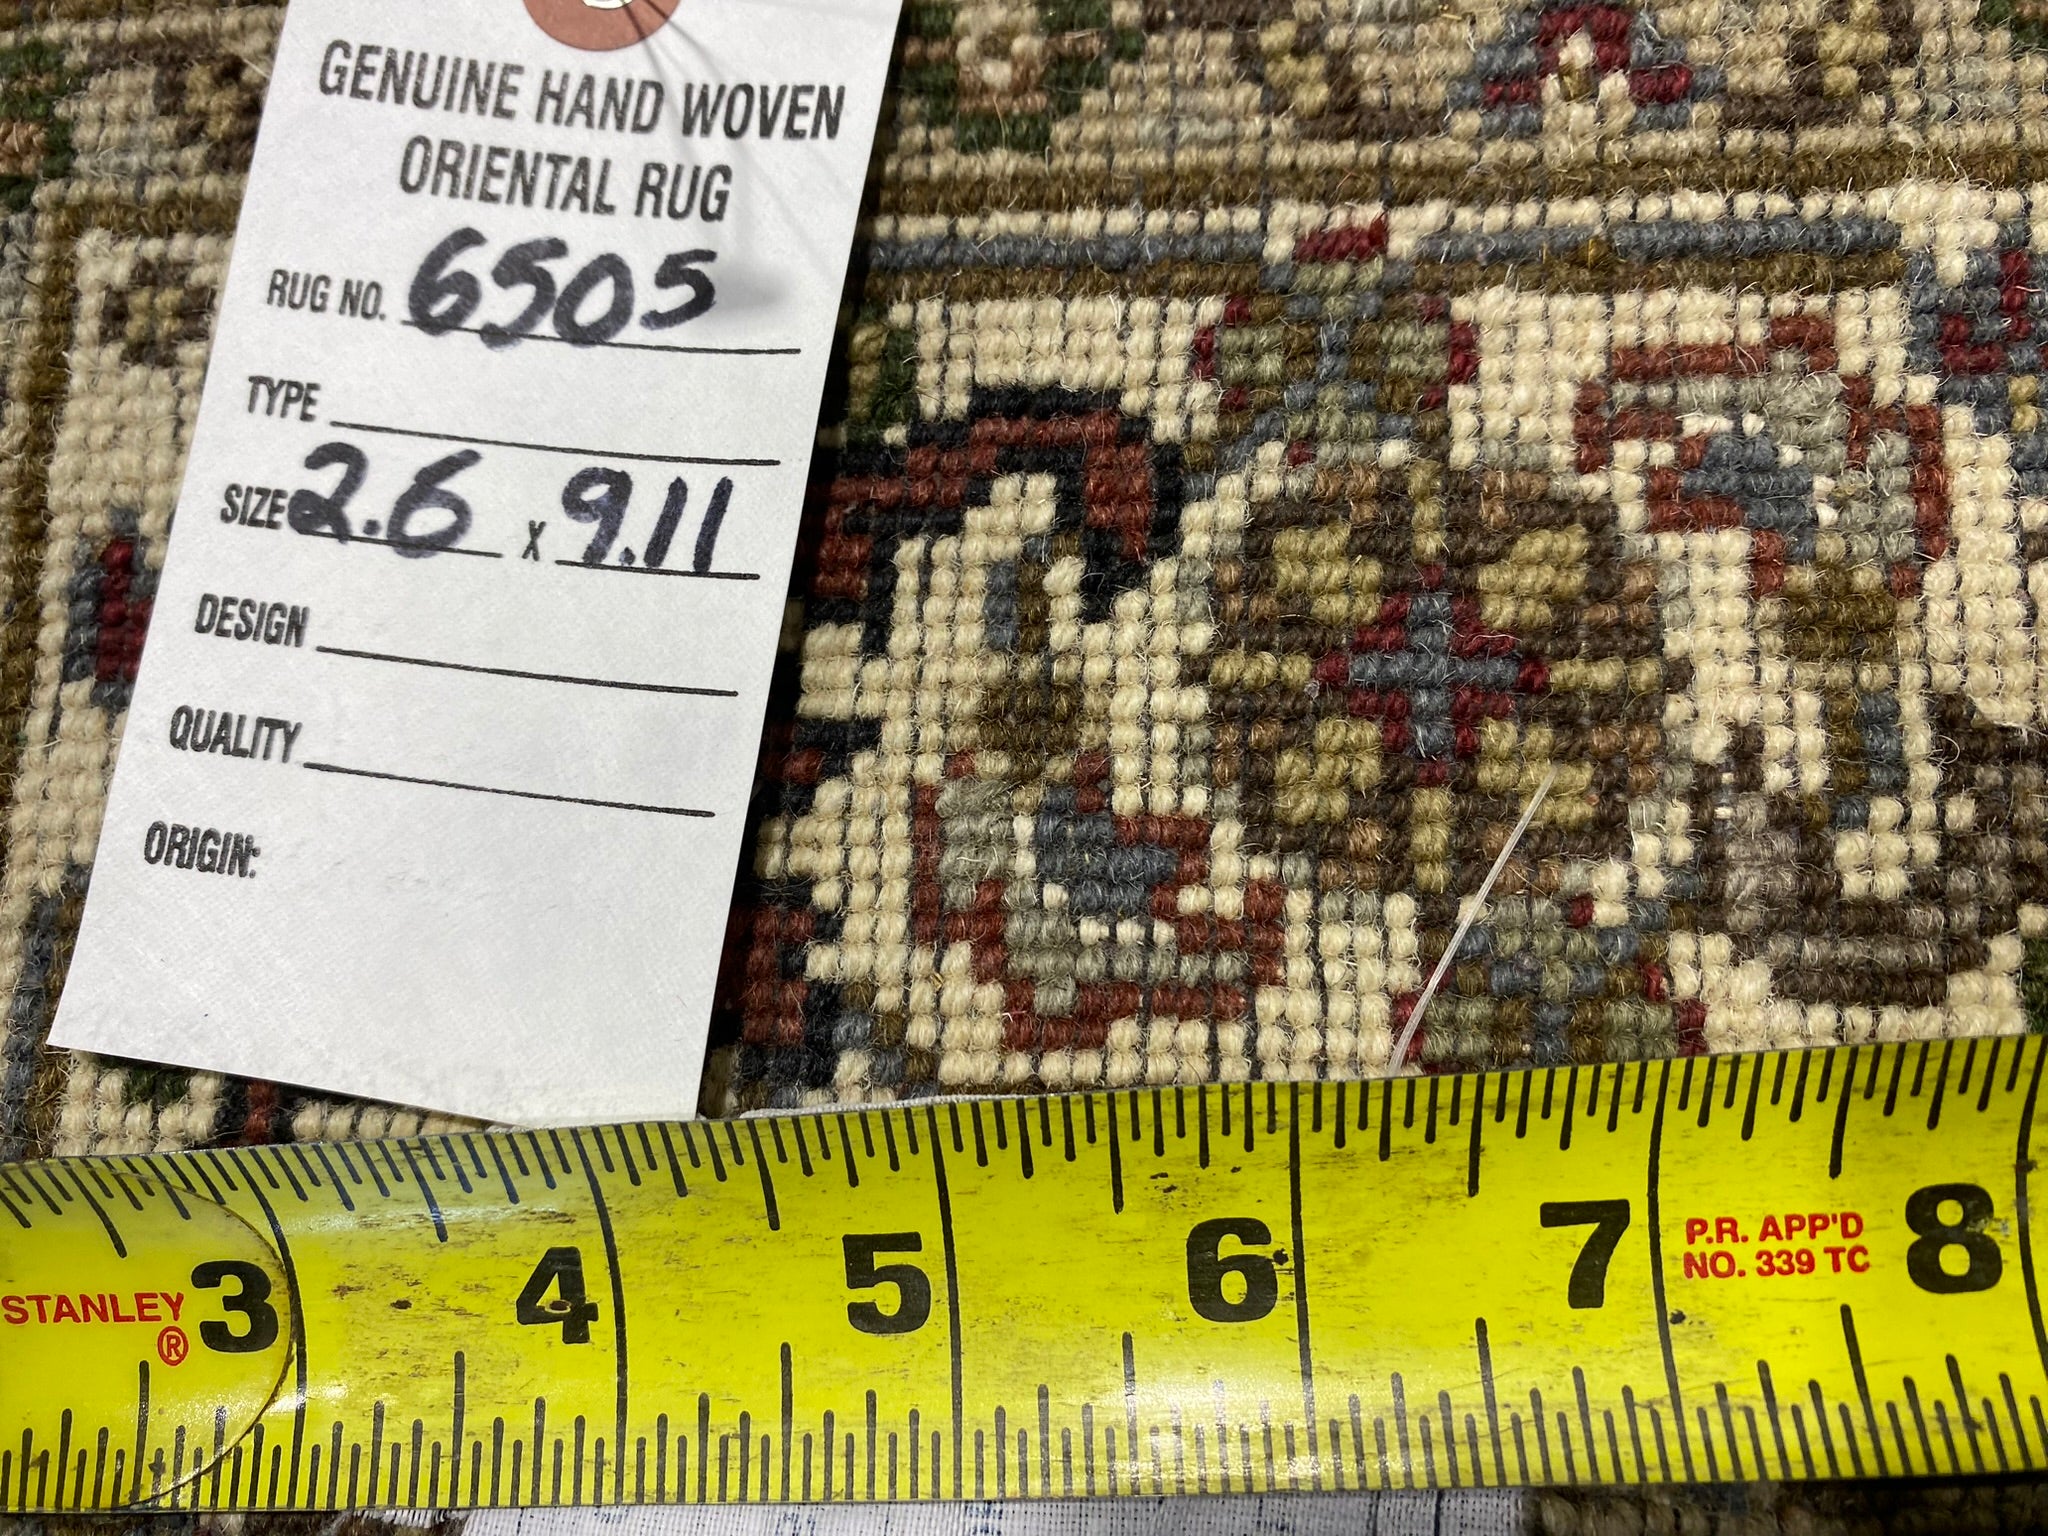 GENUINE HAND WOVEN
ORIENTAL RUG
RUG NO. 6505
TYPE
SIZE 2.6 X 9.11
DESIGN
QUALITY
ORIGIN:
STANLEY ® 3 4 5 6 7 P.R. APP'D 8
NO. 339 TC